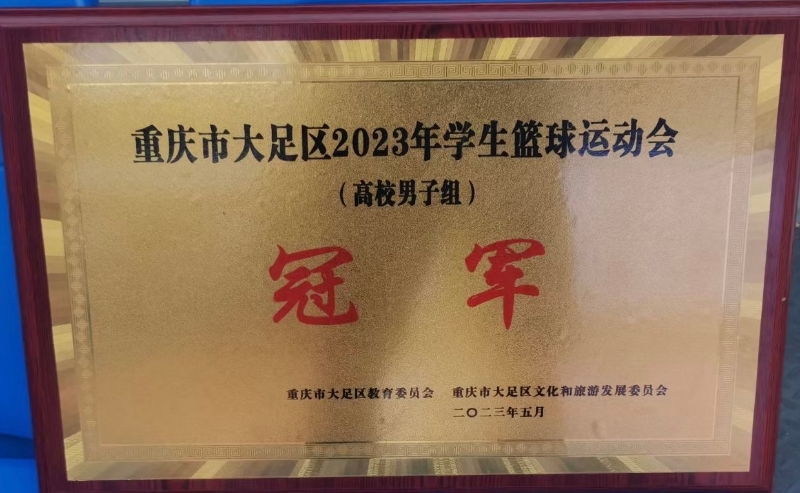 重庆市大足区2023年学生篮球运动会
（高校男子组）
冠军
重庆市大足区教育委员会 重庆市大足区文化和旅游发展委员会
二〇二三年五月